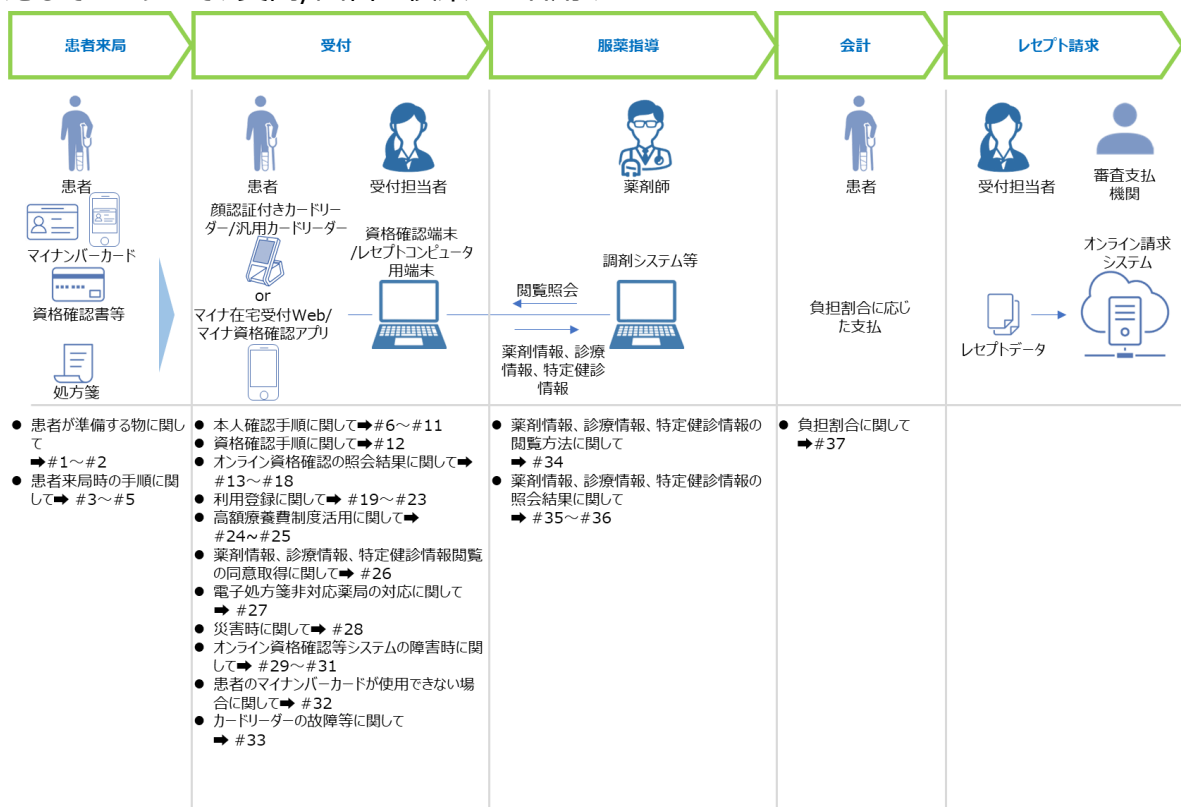 患者来局
受付
服薬指導
会計
レセプト請求
患者
マイナンバーカード
資格確認書等
処方箋
患者
顔認証付きカードリー
ダー/汎用カードリーダー
or
マイナ在宅受付Web/
マイナ資格確認アプリ
受付担当者
資格確認端末
/レセプトコンピュータ
用端末
薬剤師
調剤システム等
閲覧照会
薬剤情報、診療
情報、特定健診
情報
患者
負担割合に応じ
た支払
受付担当者
審査支払
機関
オンライン請求
システム
レセプトデータ
● 患者が準備する物に関し
て
➡#1～#2
● 患者来局時の手順に関
して➡ #3～#5
● 本人確認手順に関して➡#6～#11
● 資格確認手順に関して➡#12
● オンライン資格確認の照会結果に関して➡
#13～#18
● 利用登録に関して➡ #19～#23
● 高額療養費制度活用に関して➡
#24~#25
● 薬剤情報、診療情報、特定健診情報閲覧
の同意取得に関して➡ #26
● 電子処方箋非対応薬局の対応に関して
➡ #27
● 災害時に関して➡ #28
● オンライン資格確認等システムの障害時に関
して➡ #29～#31
● 患者のマイナンバーカードが使用できない場
合に関して➡ #32
● カードリーダーの故障等に関して
➡ #33
● 薬剤情報、診療情報、特定健診情報の
閲覧方法に関して
➡ #34
● 薬剤情報、診療情報、特定健診情報の
照会結果に関して
➡ #35～#36
● 負担割合に関して
➡#37